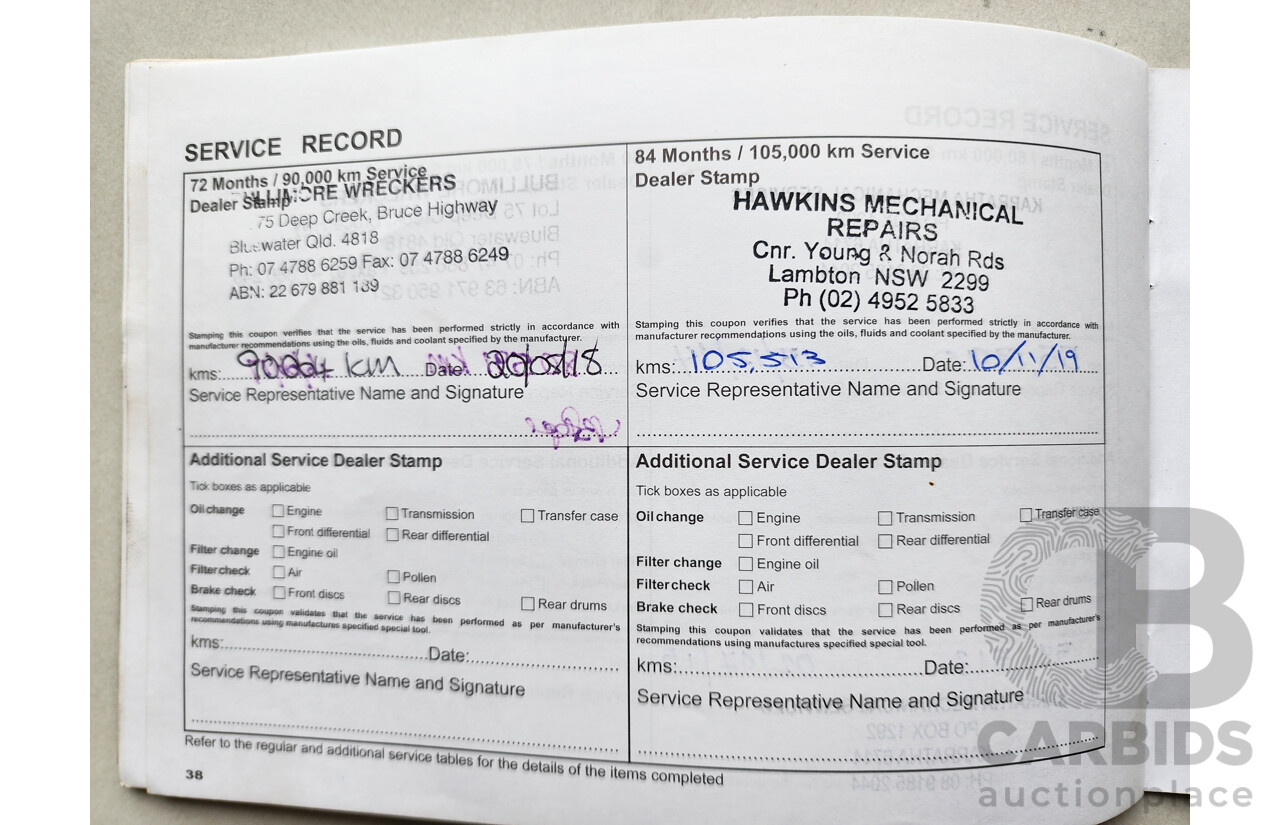 SERVICE RECORD
72 Months / 90,000 km Service
Dealer Stamp
WRECKERS
75 Deep Creek, Bruce Highway
Bluewater Qld. 4818
Ph: 07 4788 6259 Fax: 07 4788 6249
ABN: 22 679 881 139
Stamping this coupon verifies that the service has been performed strictly in accordance with
manufacturer recommendations using the oils, fluids and coolant specified by the manufacturer.
kms: km Date:
Service Representative Name and Signature
Additional Service Dealer Stamp
Tick boxes as applicable
Oil change Engine Transmission Transfer case
Front differential Rear differential
Filter change Engine oil
Filter check Air Pollen
Brake check Front discs Rear discs Rear drums
Stamping this coupon validates that the service has been performed as per manufacturer's
recommendations using manufactures specified special tool.
kms: Date:
Service Representative Name and Signature
84 Months / 105,000 km Service
Dealer Stamp
HAWKINS MECHANICAL
REPAIRS
Cnr. Young & Norah Rds
Lambton NSW 2299
Ph (02) 4952 5833
Stamping this coupon verifies that the service has been performed strictly in accordance with
manufacturer recommendations using the oils, fluids and coolant specified by the manufacturer.
kms: 105,513 Date: 10/1/19
Service Representative Name and Signature
Additional Service Dealer Stamp
Tick boxes as applicable
Oil change Engine Transmission Transfer case
Front differential Rear differential
Filter change Engine oil
Filter check Air Pollen
Brake check Front discs Rear discs Rear drums
Stamping this coupon validates that the service has been performed as per manufacturer's
recommendations using manufactures specified special tool.
kms: Date:
Service Representative Name and Signature
Refer to the regular and additional service tables for the details of the items completed
38
CB
CARBIDS
auctionplace